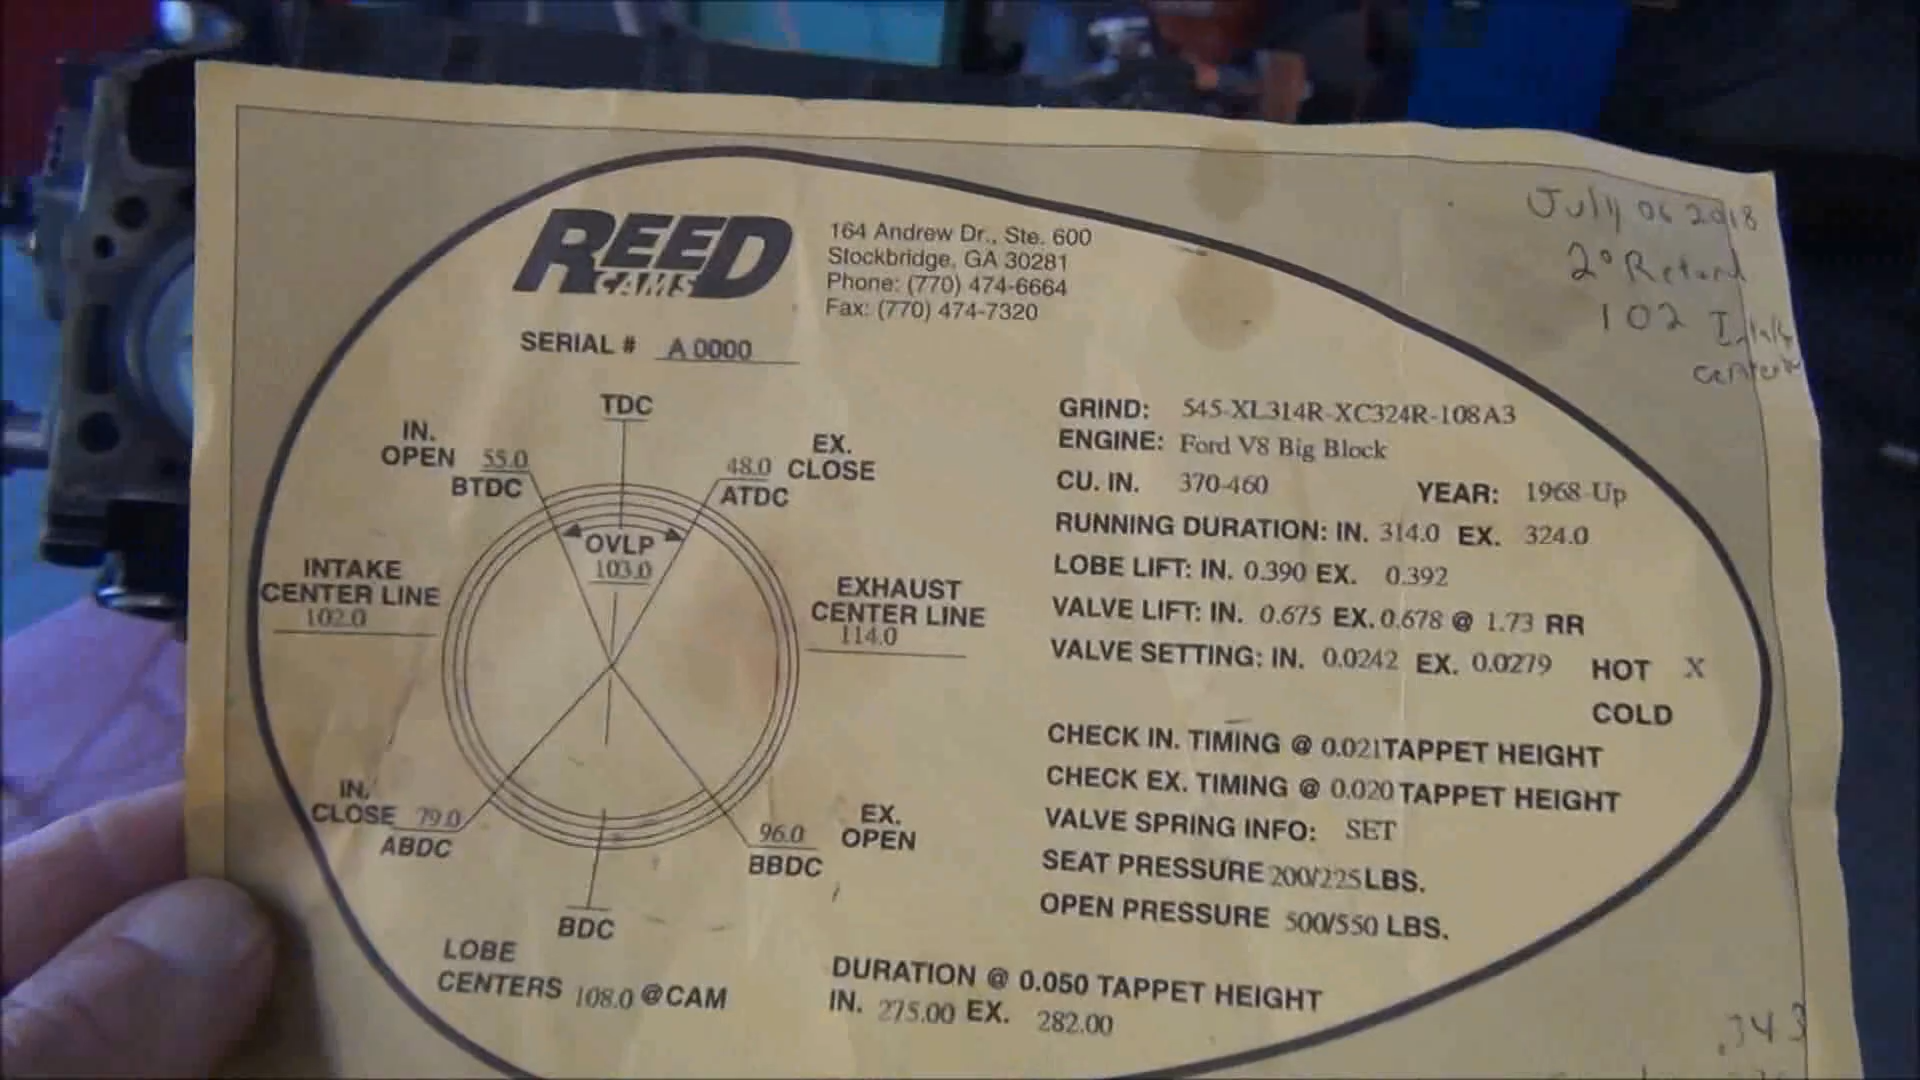 REED
CAMS
164 Andrew Dr., Ste. 600
Stockbridge, GA 30281
Phone: (770) 474-6664
Fax: (770) 474-7320
July 06 2018
2° Retard
102
SERIAL # A 0000
TDC
IN.
OPEN 55.0
BTDC
EX.
48.0 CLOSE
ATDC
OVLP
103.0
INTAKE
CENTER LINE
102.0
EXHAUST
CENTER LINE
114.0
IN.
CLOSE 79.0
ABDC
EX.
96.0 OPEN
BBDC
BDC
LOBE
CENTERS 108.0 @CAM
GRIND: 545-XL314R-XC324R-108A3
ENGINE: Ford V8 Big Block
CU. IN. 370-460 YEAR: 1968-Up
RUNNING DURATION: IN. 314.0 EX. 324.0
LOBE LIFT: IN. 0.390 EX. 0.392
VALVE LIFT: IN. 0.675 EX. 0.678 @ 1.73 RR
VALVE SETTING: IN. 0.0242 EX. 0.0279 HOT X
COLD
CHECK IN. TIMING @ 0.021 TAPPET HEIGHT
CHECK EX. TIMING @ 0.020 TAPPET HEIGHT
VALVE SPRING INFO: SET
SEAT PRESSURE 200/225 LBS.
OPEN PRESSURE 500/550 LBS.
DURATION @ 0.050 TAPPET HEIGHT
IN. 275.00 EX. 282.00
.343